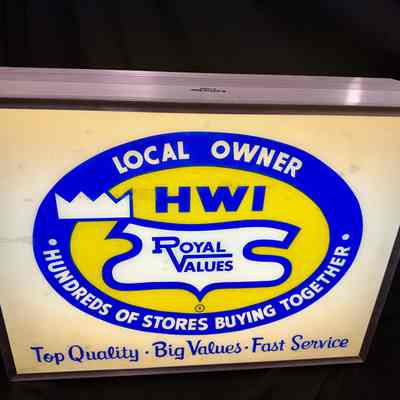 LOCAL OWNER
HWI
ROYAL
VALUES
• HUNDREDS OF STORES BUYING TOGETHER •
Top Quality · Big Values · Fast Service